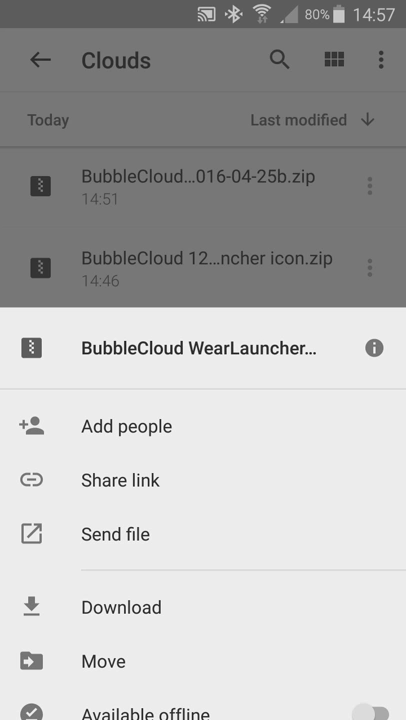 80% 14:57
Clouds
Today Last modified
BubbleCloud...016-04-25b.zip
14:51
BubbleCloud 12...ncher icon.zip
14:46
BubbleCloud WearLauncher...
Add people
Share link
Send file
Download
Move
Available offline